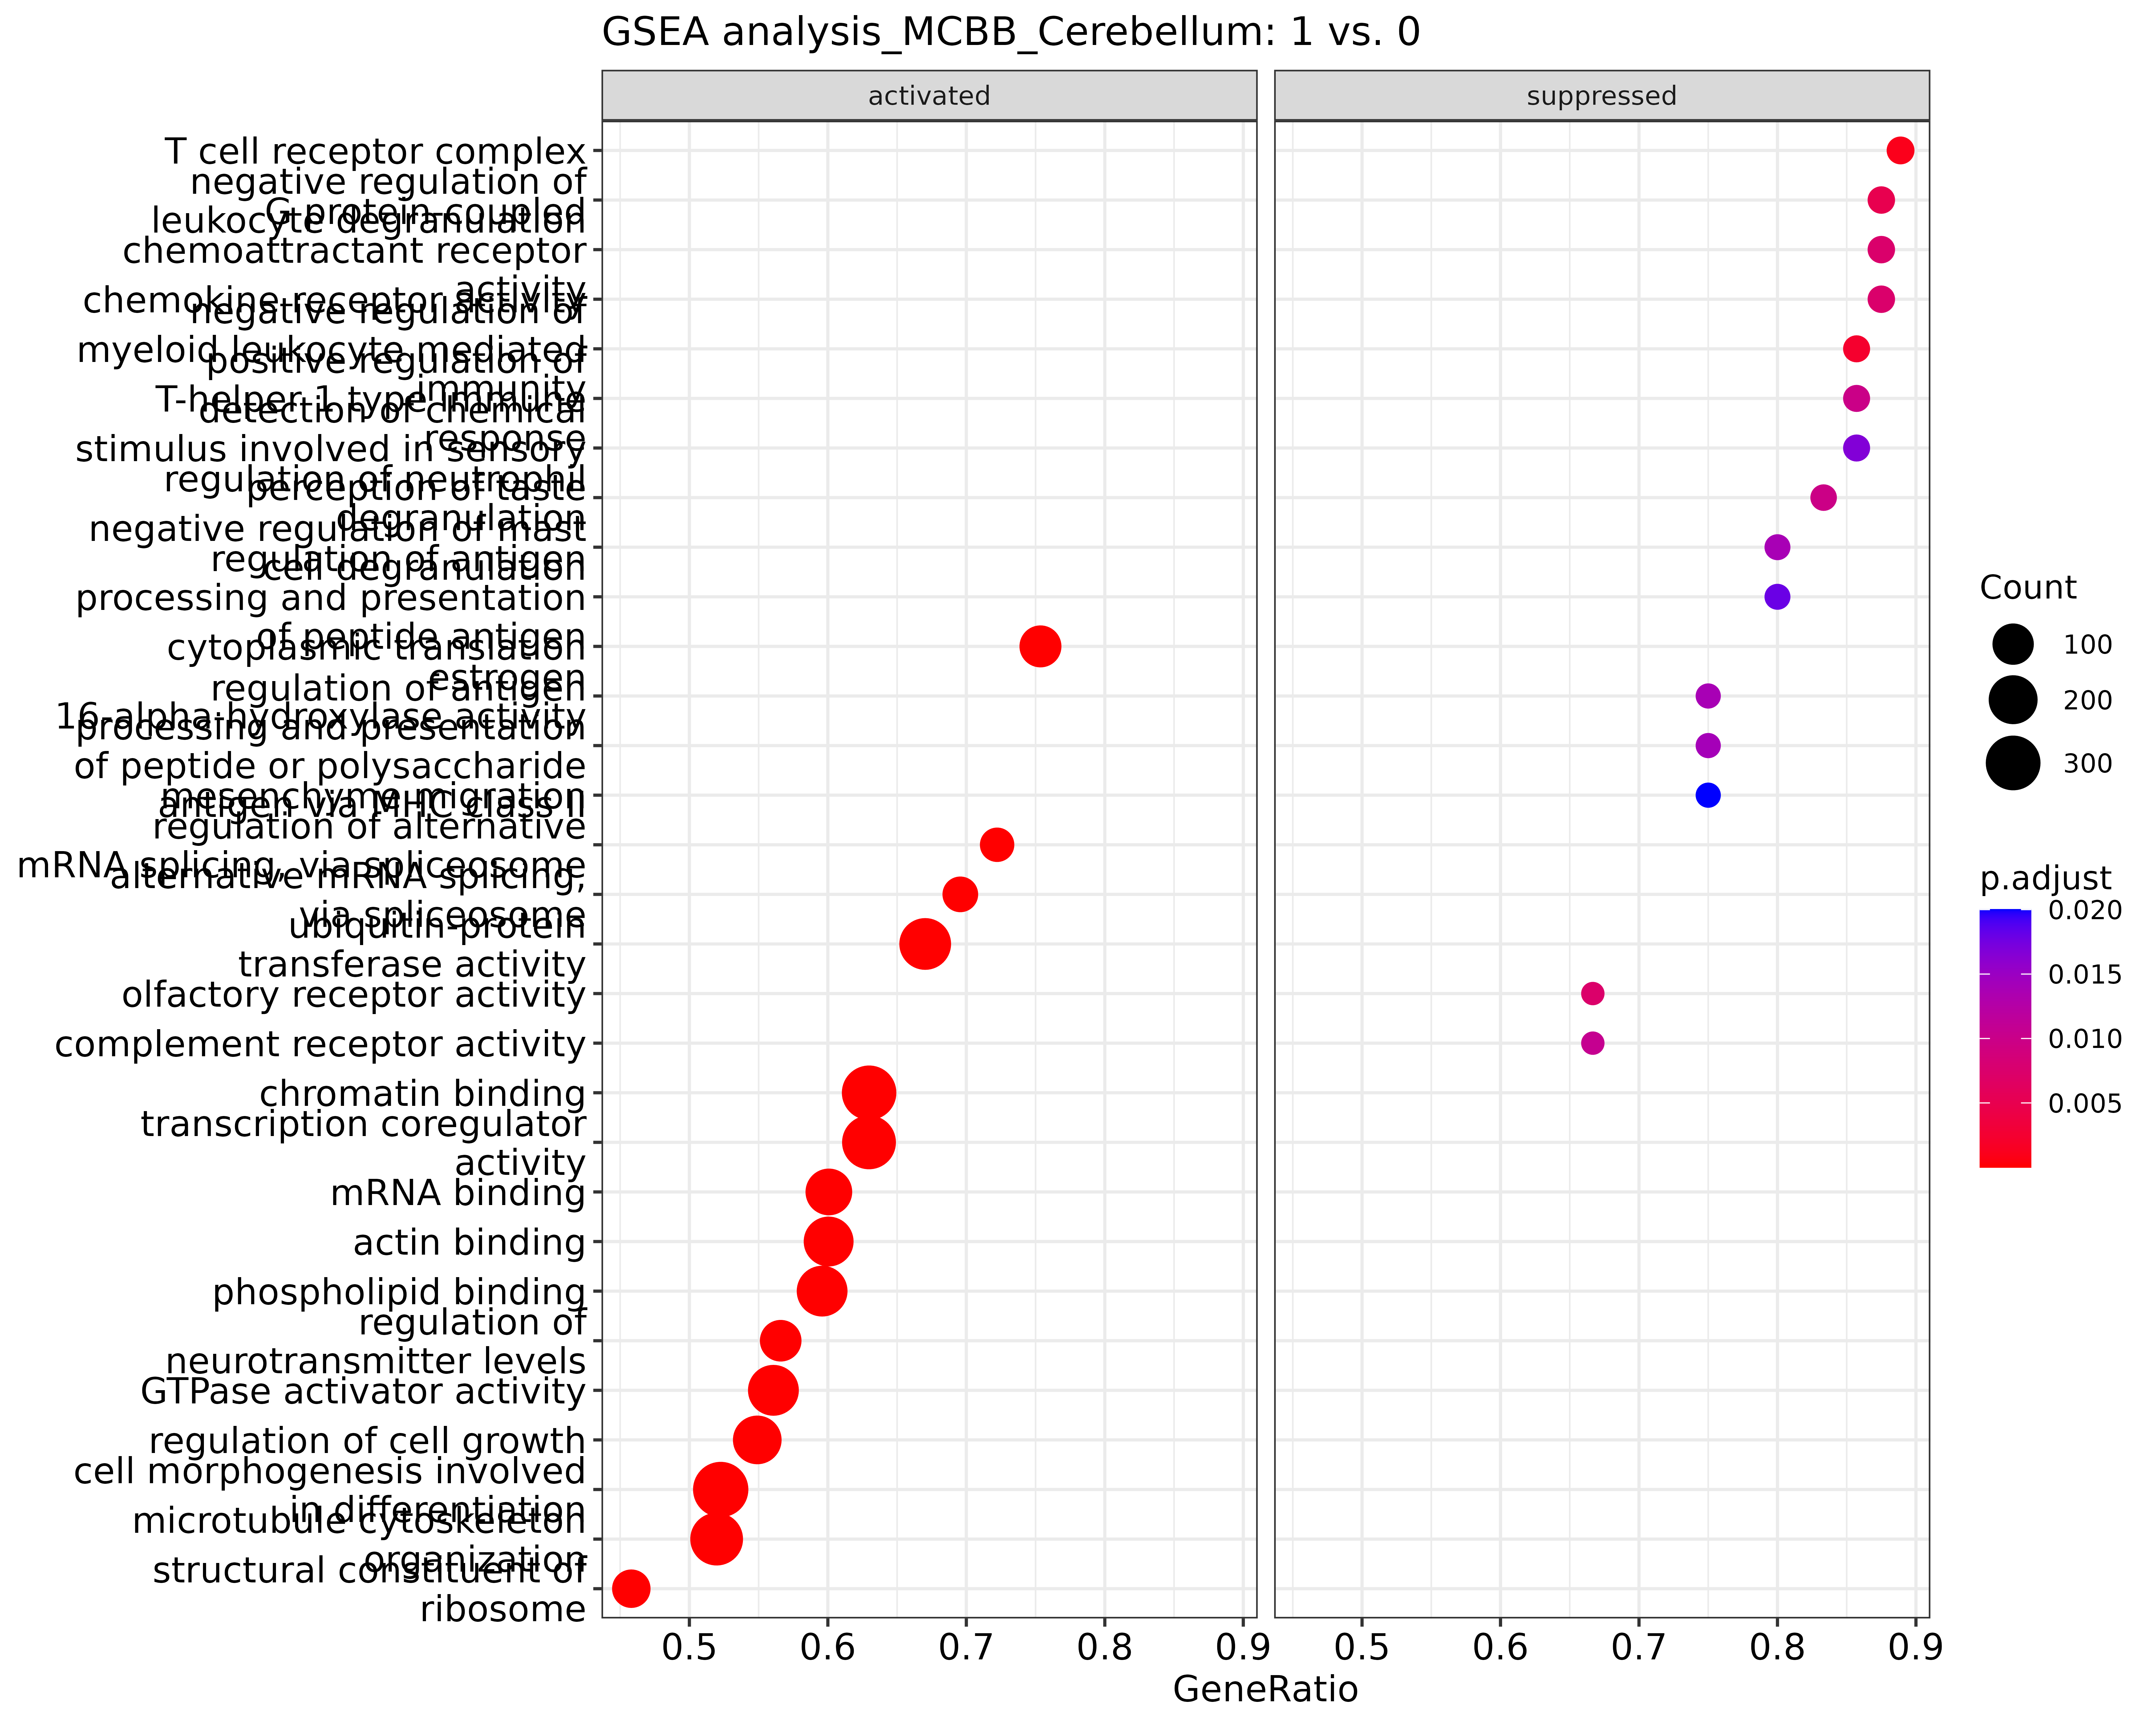 GSEA analysis_MCBB_Cerebellum: 1 vs. 0
activated
suppressed
T cell receptor complex
negative regulation of
leukocyte degranulation
G protein-coupled
chemoattractant receptor
activity
chemokine receptor activity
negative regulation of
myeloid leukocyte mediated
immunity
positive regulation of
T-helper 1 type immune
response
detection of chemical
stimulus involved in sensory
perception of taste
regulation of neutrophil
degranulation
negative regulation of mast
cell degranulation
regulation of antigen
processing and presentation
of peptide antigen
cytoplasmic translation
estrogen
16-alpha-hydroxylase activity
regulation of antigen
processing and presentation
of peptide or polysaccharide
antigen via MHC class II
mesenchyme migration
regulation of alternative
mRNA splicing, via spliceosome
alternative mRNA splicing,
via spliceosome
ubiquitin-protein
transferase activity
olfactory receptor activity
complement receptor activity
chromatin binding
transcription coregulator
activity
mRNA binding
actin binding
phospholipid binding
regulation of
neurotransmitter levels
GTPase activator activity
regulation of cell growth
cell morphogenesis involved
in differentiation
microtubule cytoskeleton
organization
structural constituent of
ribosome
0.5 0.6 0.7 0.8 0.9
0.5 0.6 0.7 0.8 0.9
GeneRatio
Count
100
200
300
p.adjust
0.020
0.015
0.010
0.005